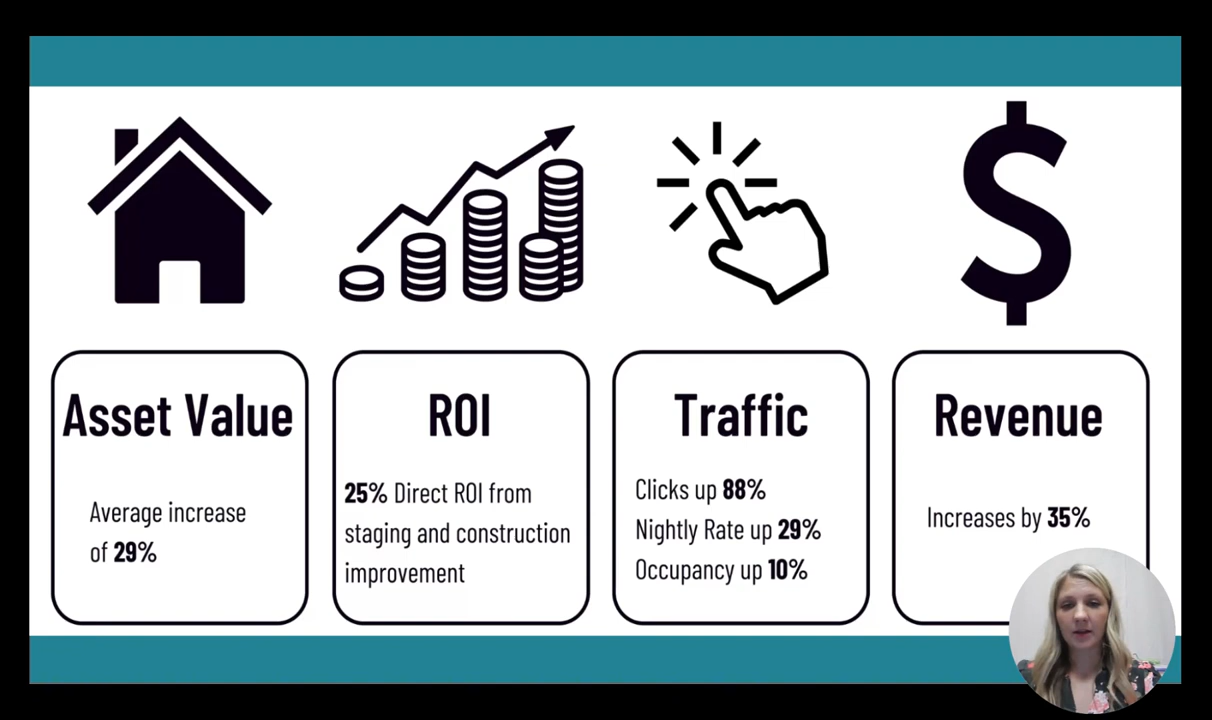 Asset Value
Average increase
of 29%
ROI
25% Direct ROI from
staging and construction
improvement
Traffic
Clicks up 88%
Nightly Rate up 29%
Occupancy up 10%
Revenue
Increases by 35%